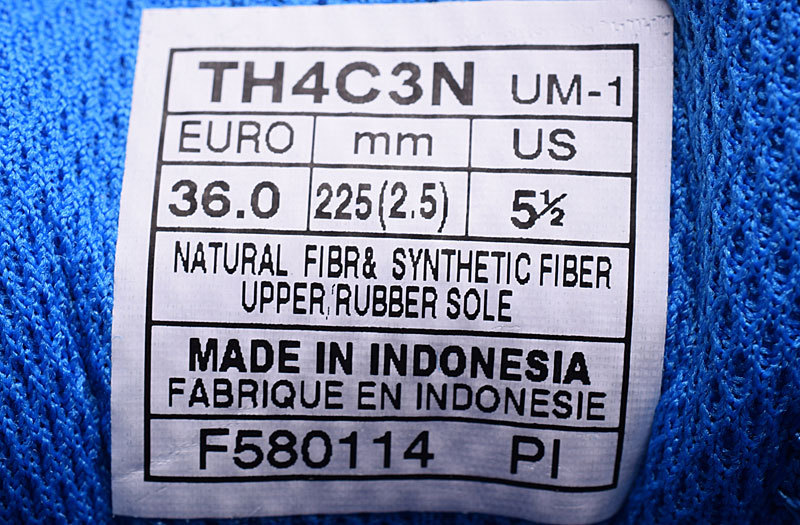 TH4C3N UM-1
EURO mm US
36.0 225(2.5) 5½
NATURAL FIBR& SYNTHETIC FIBER
UPPER, RUBBER SOLE
MADE IN INDONESIA
FABRIQUE EN INDONESIE
F580114 PI